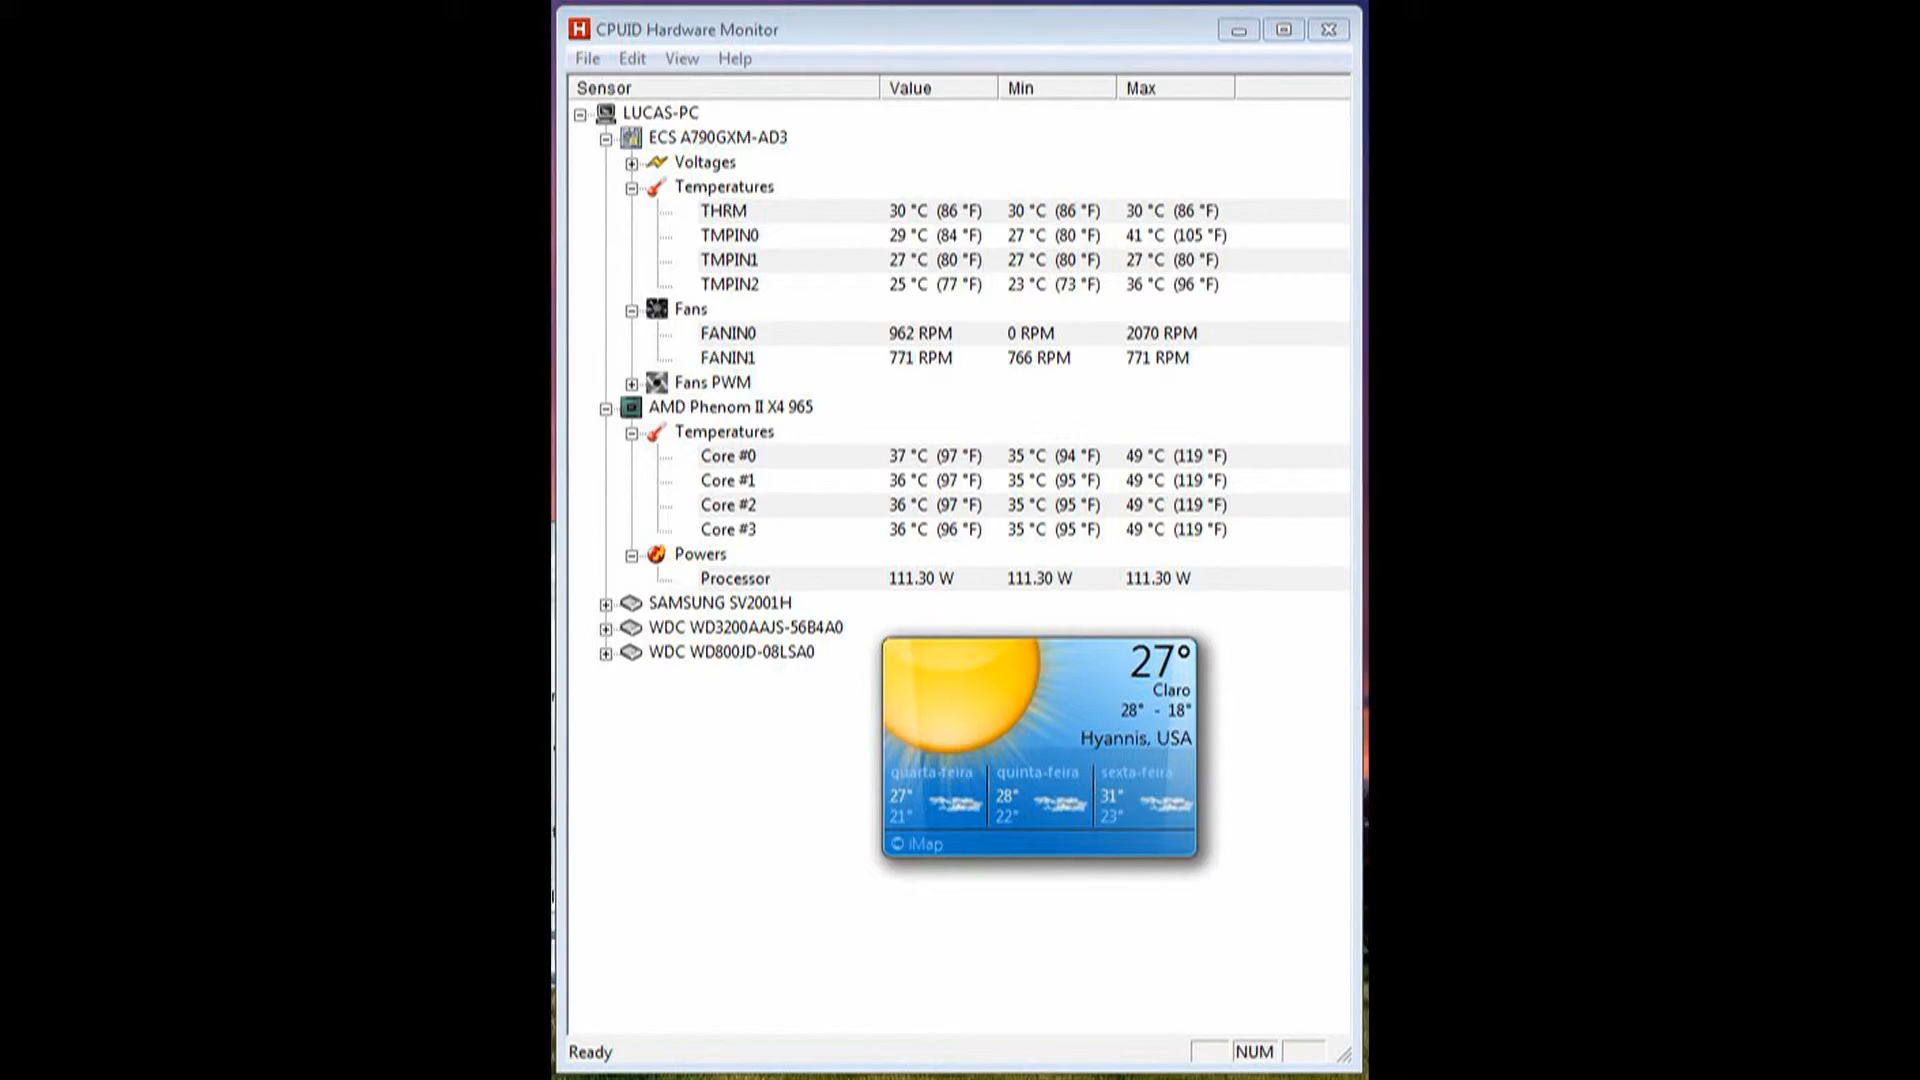 CPUID Hardware Monitor
File Edit View Help
Sensor Value Min Max
LUCAS-PC
ECS A790GXM-AD3
Voltages
Temperatures
THRM 30 °C (86 °F) 30 °C (86 °F) 30 °C (86 °F)
TMPIN0 29 °C (84 °F) 27 °C (80 °F) 41 °C (105 °F)
TMPIN1 27 °C (80 °F) 27 °C (80 °F) 27 °C (80 °F)
TMPIN2 25 °C (77 °F) 23 °C (73 °F) 36 °C (96 °F)
Fans
FANIN0 962 RPM 0 RPM 2070 RPM
FANIN1 771 RPM 766 RPM 771 RPM
Fans PWM
AMD Phenom II X4 965
Temperatures
Core #0 37 °C (97 °F) 35 °C (94 °F) 49 °C (119 °F)
Core #1 36 °C (97 °F) 35 °C (95 °F) 49 °C (119 °F)
Core #2 36 °C (97 °F) 35 °C (95 °F) 49 °C (119 °F)
Core #3 36 °C (96 °F) 35 °C (95 °F) 49 °C (119 °F)
Powers
Processor 111.30 W 111.30 W 111.30 W
SAMSUNG SV2001H
WDC WD3200AAJS-56B4A0
WDC WD800JD-08LSA0
27°
Claro
28° - 18°
Hyannis, USA
quarta-feira quinta-feira sexta-feira
27° 28° 31°
21° 22° 23°
© iMap
Ready NUM